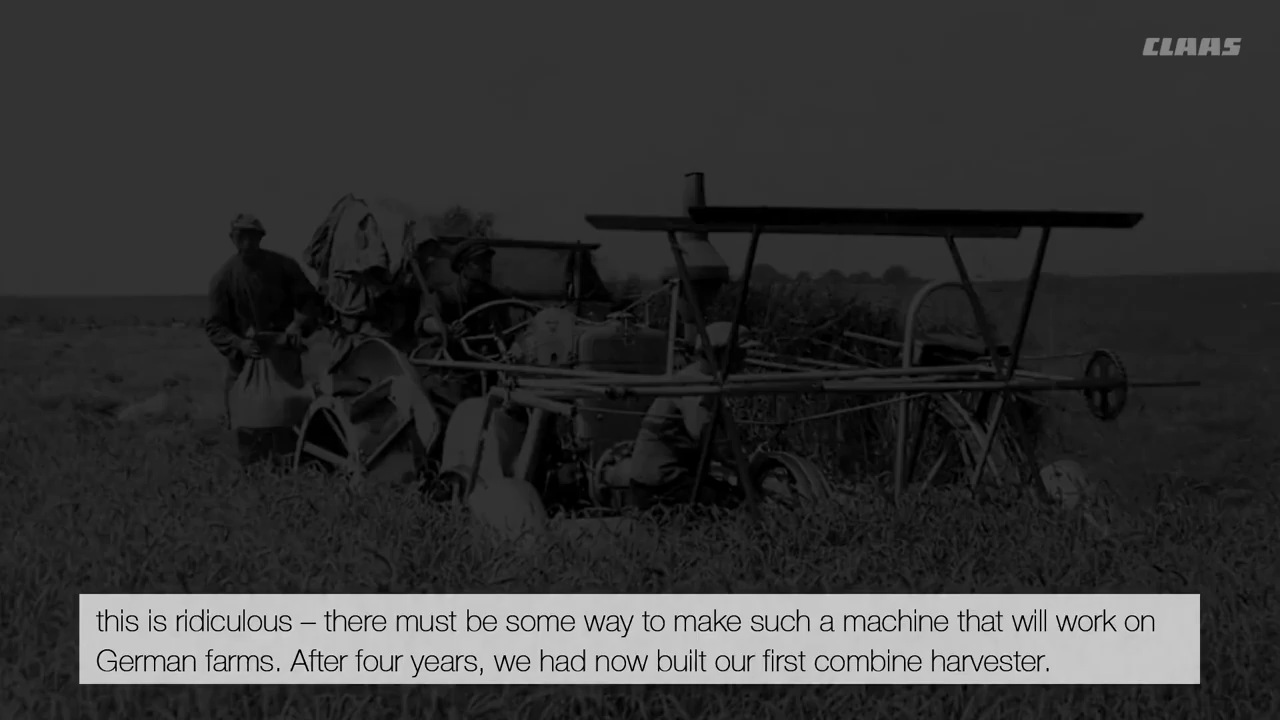 CLAAS
this is ridiculous – there must be some way to make such a machine that will work on
German farms. After four years, we had now built our first combine harvester.